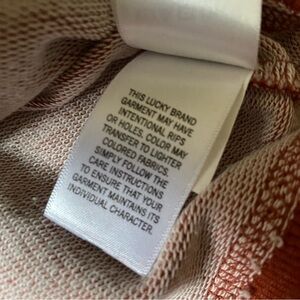 THIS LUCKY BRAND
GARMENT MAY HAVE
INTENTIONAL RIPS
OR HOLES, COLOR MAY
TRANSFER TO LIGHTER
COLORED FABRICS.
SIMPLY FOLLOW THE
CARE INSTRUCTIONS
TO ENSURE THAT YOUR
GARMENT MAINTAINS ITS
INDIVIDUAL CHARACTER.